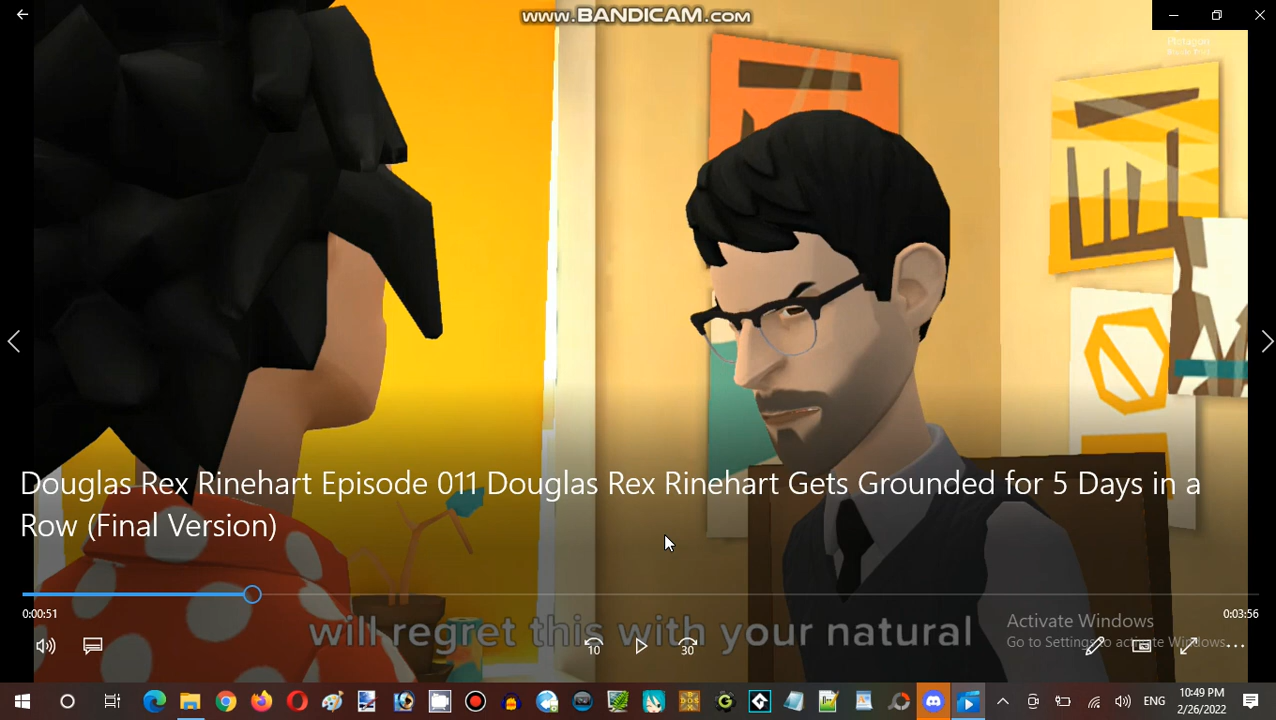 www.BANDICAM.com
Plotagon
Douglas Rex Rinehart Episode 011 Douglas Rex Rinehart Gets Grounded for 5 Days in a
Row (Final Version)
0:00:51
0:03:56
will regret this with your natural
Activate Windows
Go to Settings to activate Windows.
10
30
ENG
10:49 PM
2/26/2022